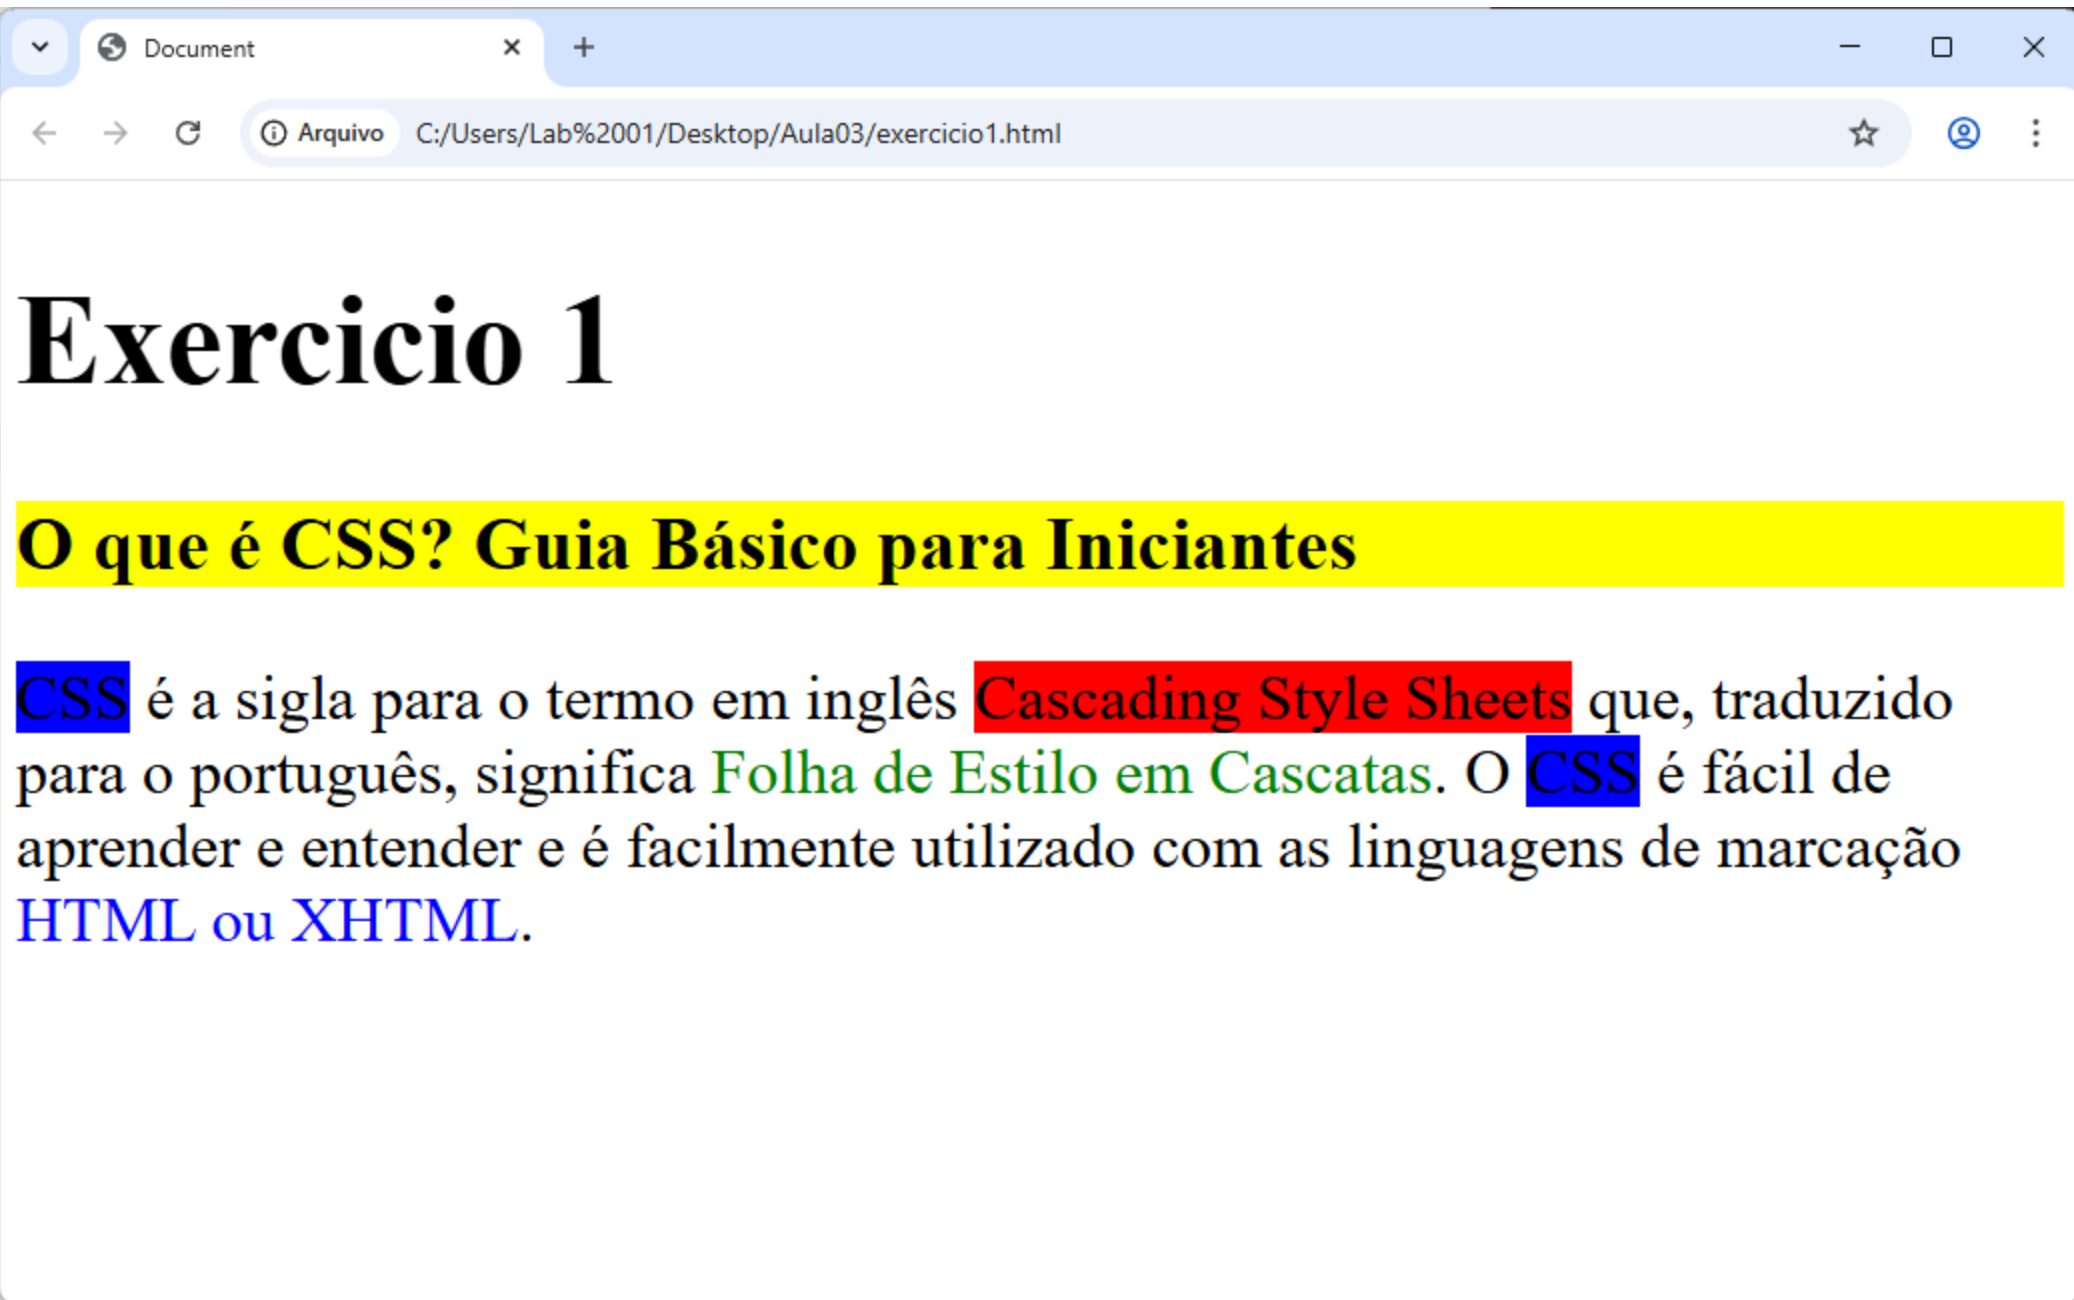 Document
Arquivo C:/Users/Lab%2001/Desktop/Aula03/exercicio1.html
Exercicio 1
O que é CSS? Guia Básico para Iniciantes
CSS é a sigla para o termo em inglês Cascading Style Sheets que, traduzido
para o português, significa Folha de Estilo em Cascatas. O CSS é fácil de
aprender e entender e é facilmente utilizado com as linguagens de marcação
HTML ou XHTML.